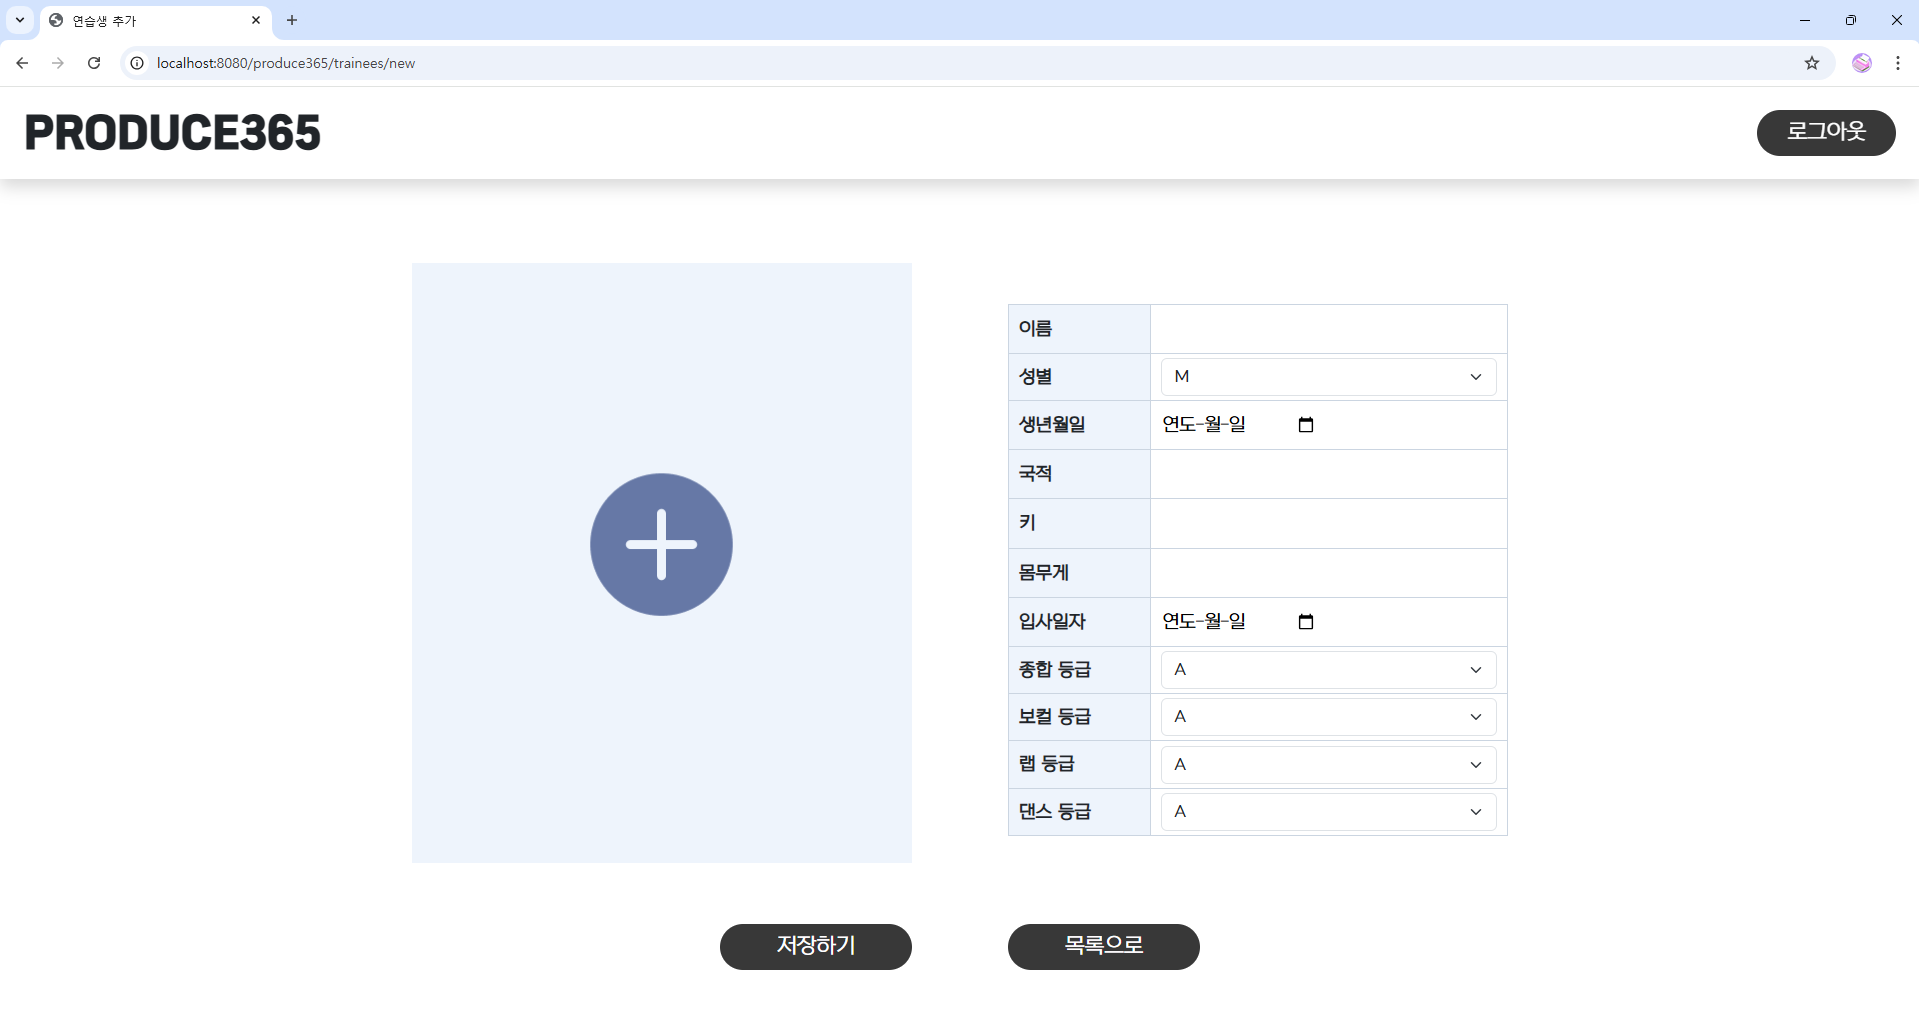 연습생 추가
localhost:8080/produce365/trainees/new
PRODUCE365
로그아웃
이름
성별 M
생년월일 연도-월-일
국적
키
몸무게
입사일자 연도-월-일
종합 등급 A
보컬 등급 A
랩 등급 A
댄스 등급 A
저장하기
목록으로